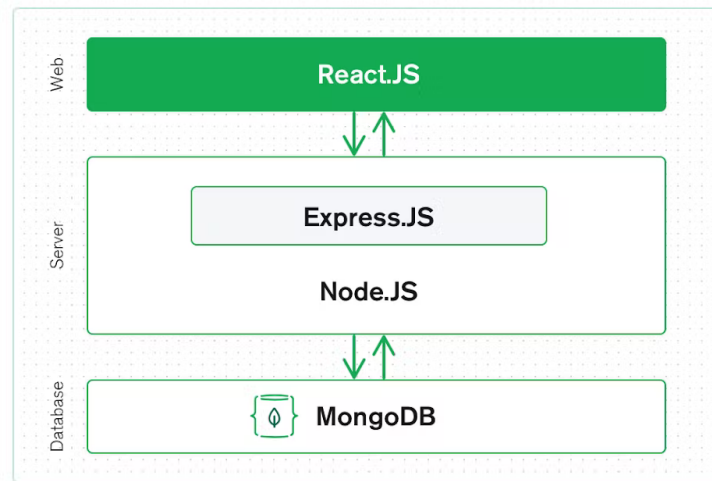 Web
React.JS
Server
Express.JS
Node.JS
Database
MongoDB